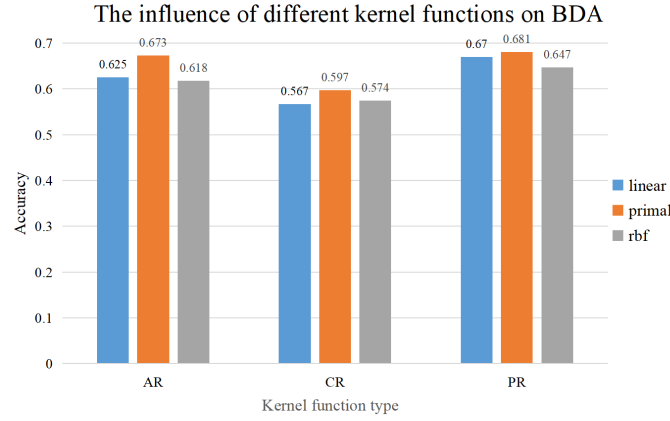 The influence of different kernel functions on BDA
0.7
0.6
0.5
0.4
0.3
0.2
0.1
0
Accuracy
0.625
0.673
0.618
0.567
0.597
0.574
0.67
0.681
0.647
AR
CR
PR
Kernel function type
linear
primal
rbf